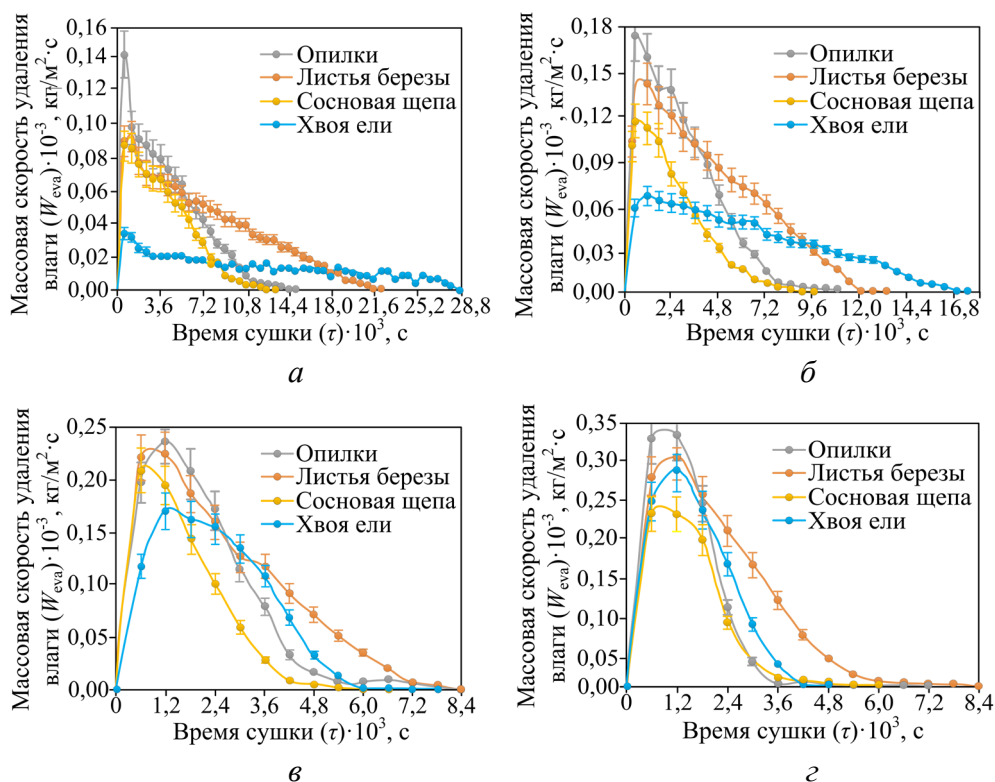 Массовая скорость удаления
влаги (Weva)·10-3, кг/м2·с
0,16
0,14
0,12
0,10
0,080
0,06
0,04
0,02
0,00
Опилки
Листья березы
Сосновая щепа
Хвоя ели
0 3,6 7,2 10,8 14,4 18,0 21,6 25,2 28,8
Время сушки (τ)·10³, с
а
Массовая скорость удаления
влаги (Weva)·10-3, кг/м2·с
0,18
0,15
0,12
0,09
0,06
0,03
0,00
Опилки
Листья березы
Сосновая щепа
Хвоя ели
0 2,4 4,8 7,2 9,6 12,0 14,4 16,8
Время сушки (τ)·10³, с
б
Массовая скорость удаления
влаги (Weva)·10-3, кг/м2·с
0,25
0,20
0,15
0,10
0,05
0,00
Опилки
Листья березы
Сосновая щепа
Хвоя ели
0 1,2 2,4 3,6 4,8 6,0 7,2 8,4
Время сушки (τ)·10³, с
в
Массовая скорость удаления
влаги (Weva)·10-3, кг/м2·с
0,35
0,30
0,25
0,20
0,15
0,10
0,05
0,00
Опилки
Листья березы
Сосновая щепа
Хвоя ели
0 1,2 2,4 3,6 4,8 6,0 7,2 8,4
Время сушки (τ)·10³, с
г